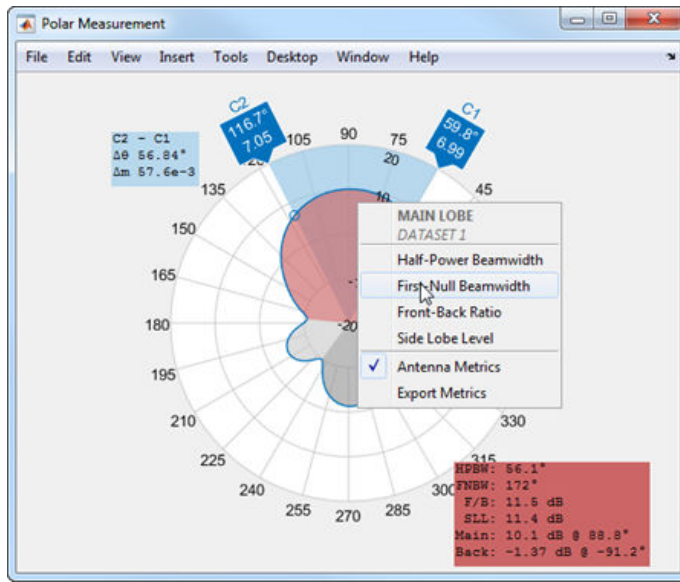 Polar Measurement
File Edit View Insert Tools Desktop Window Help
C2
116.7°
7.05
C1
59.8°
6.99
C2 - C1
Δθ 56.84°
Δm 57.6e-3
105
90
75
20
10
135
45
150
165
180
-20
195
210
330
225
240
300
255
270
285
MAIN LOBE
DATASET 1
Half-Power Beamwidth
First-Null Beamwidth
Front-Back Ratio
Side Lobe Level
✓ Antenna Metrics
Export Metrics
HPBW: 56.1°
FNBW: 172°
F/B: 11.5 dB
SLL: 11.4 dB
Main: 10.1 dB @ 88.8°
Back: -1.37 dB @ -91.2°